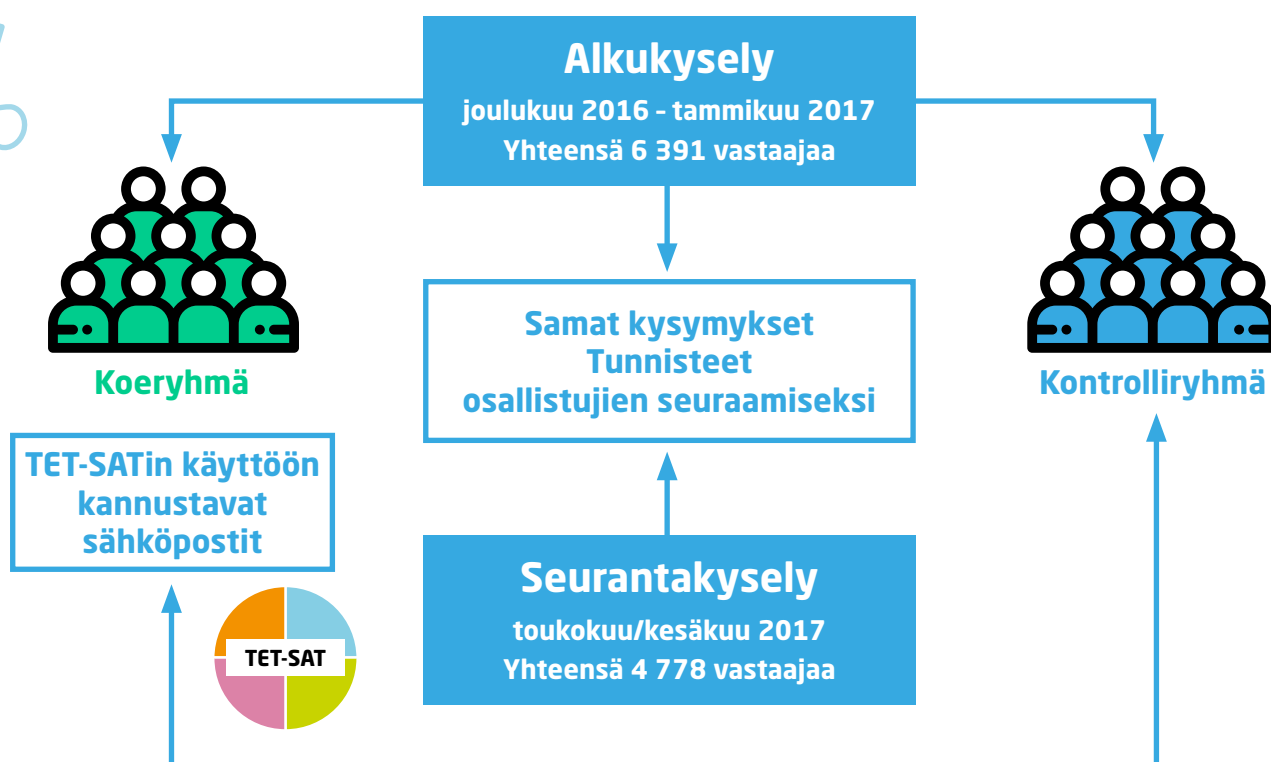 Alkukysely
joulukuu 2016 – tammikuu 2017
Yhteensä 6 391 vastaajaa
Koeryhmä
Samat kysymykset
Tunnisteet
osallistujien seuraamiseksi
Kontrolliryhmä
TET-SATin käyttöön
kannustavat
sähköpostit
TET-SAT
Seurantakysely
toukokuu/kesäkuu 2017
Yhteensä 4 778 vastaajaa